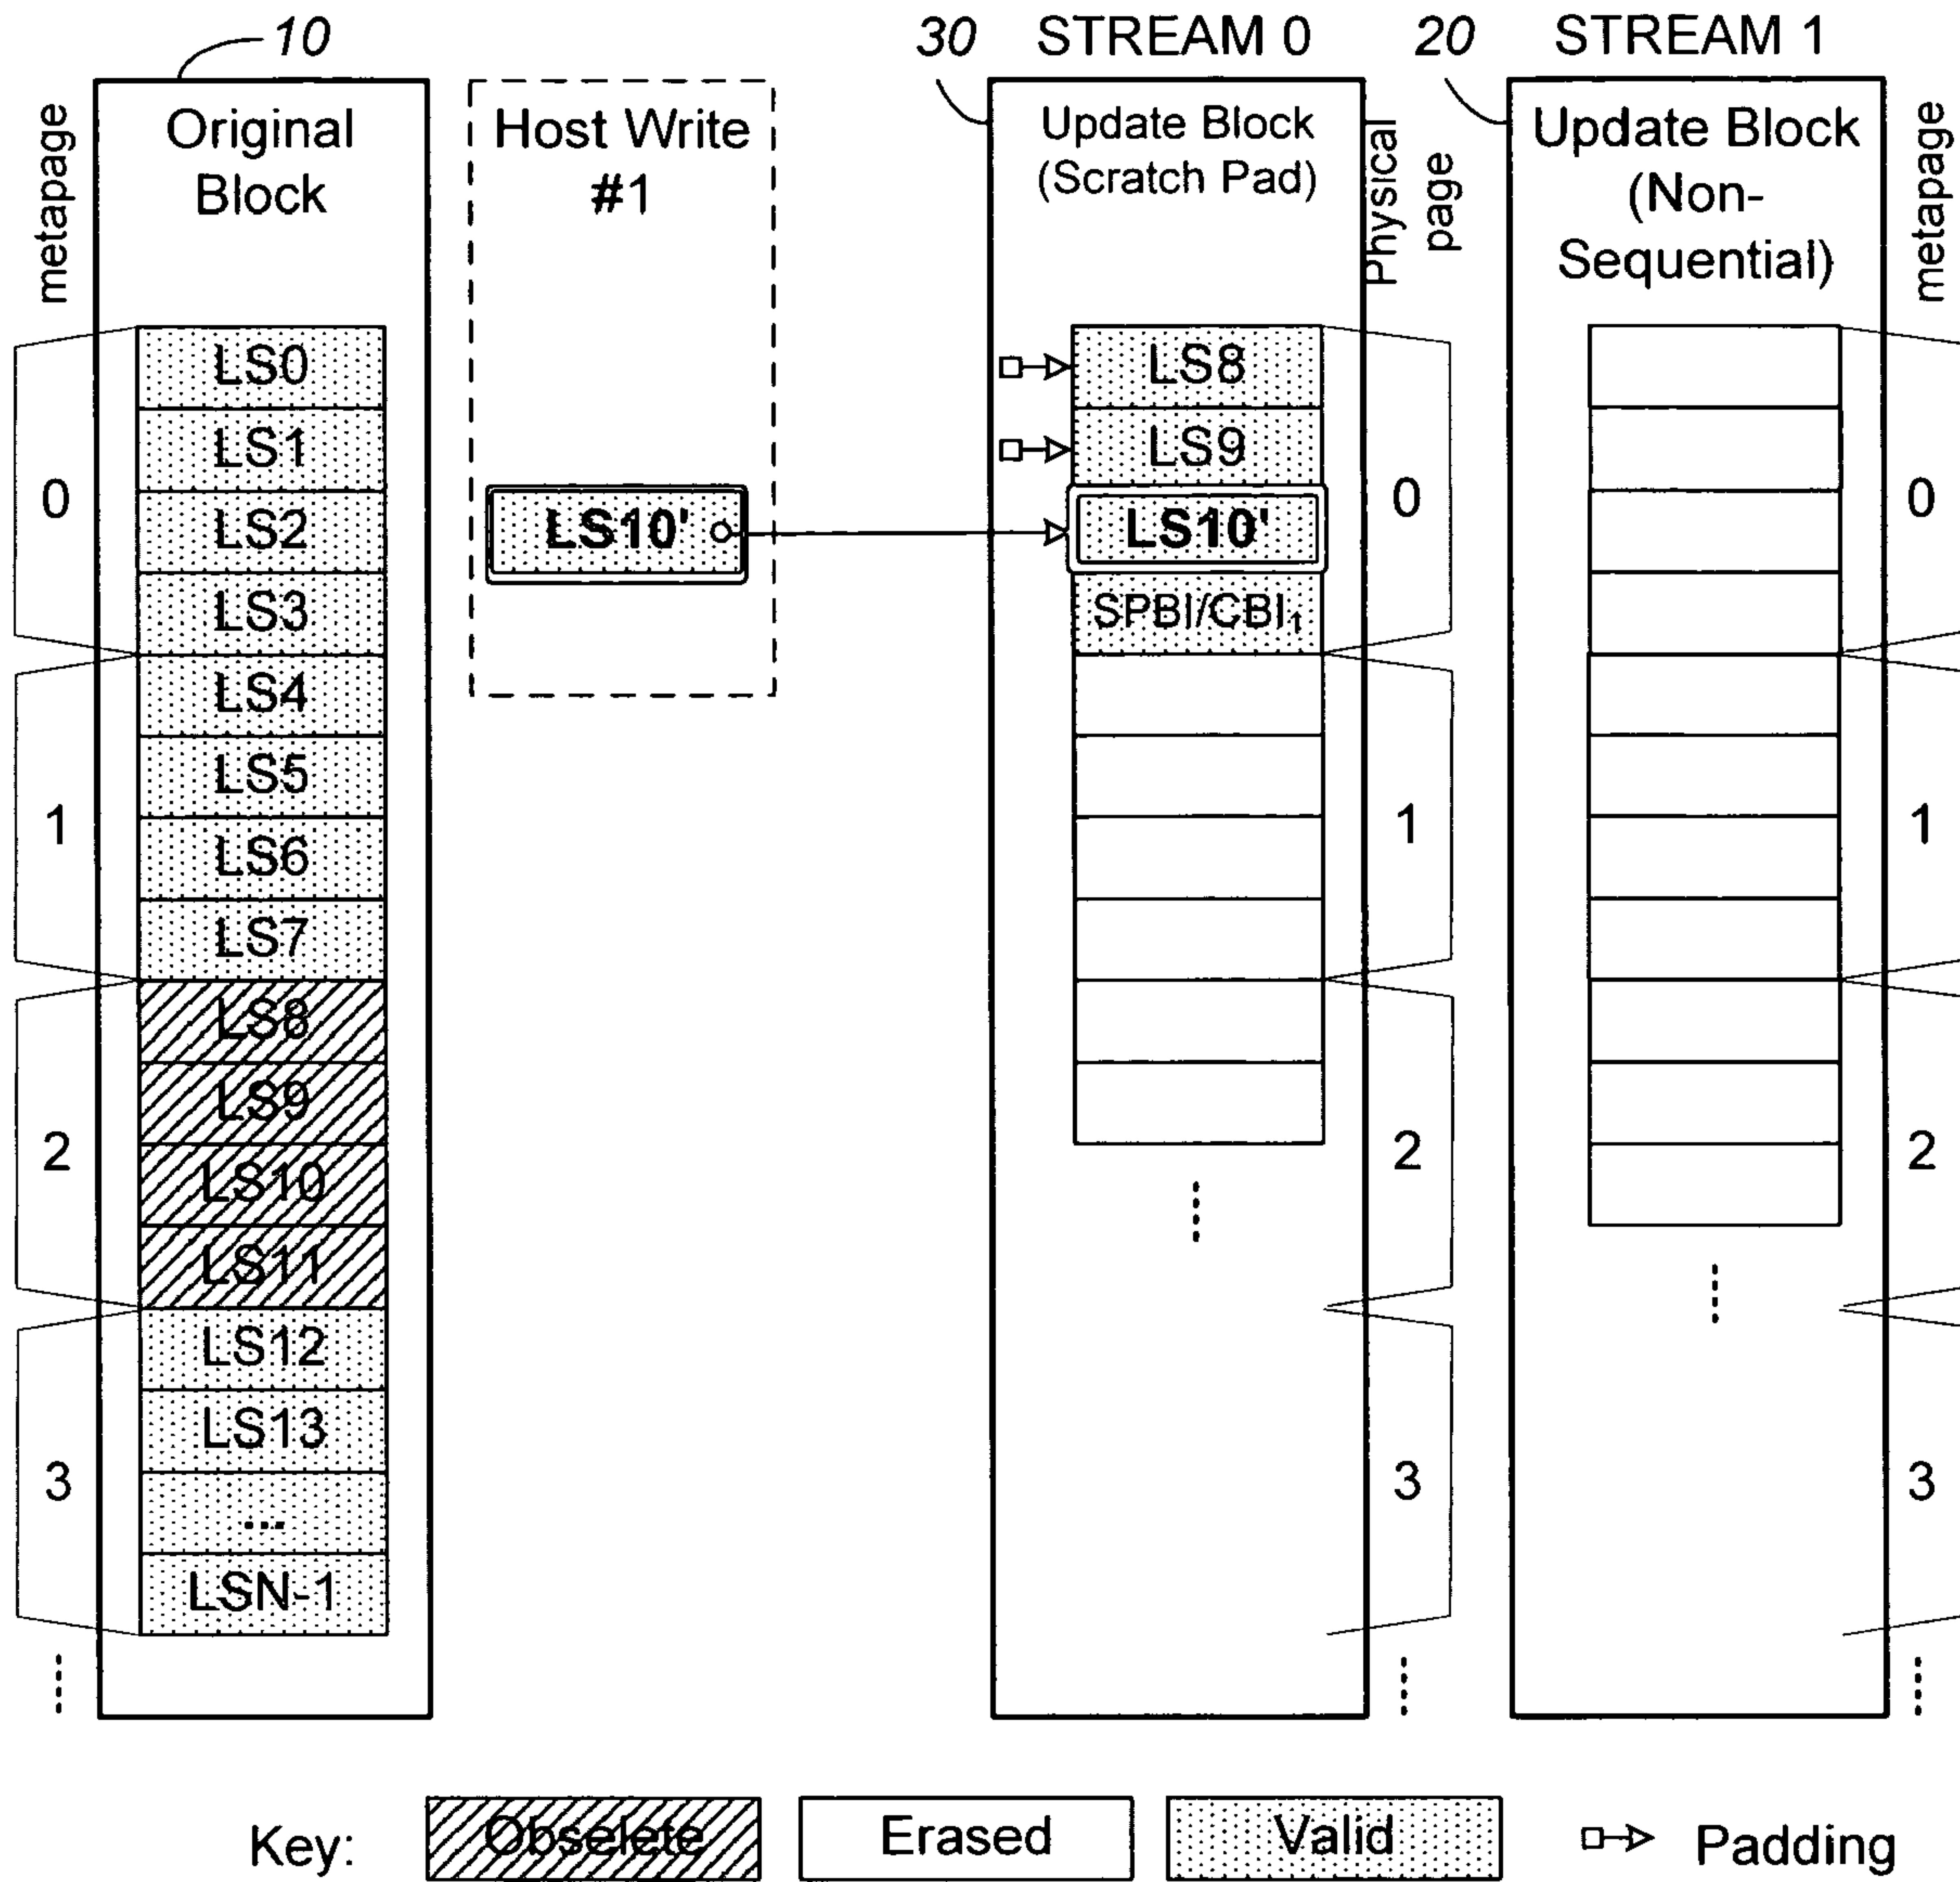 10
30 STREAM 0
20 STREAM 1
metapage
Original
Block
Host Write
#1
Update Block
(Scratch Pad)
Physical
page
Update Block
(Non-
Sequential)
metapage
0
1
2
3
LS0
LS1
LS2
LS3
LS4
LS5
LS6
LS7
LS8
LS9
LS10
LS11
LS12
LS13
...
LSN-1
LS10'
LS8
LS9
LS10'
SPBI/CBI₁
0
1
2
3
0
1
2
3
Key:
Obselete
Erased
Valid
Padding